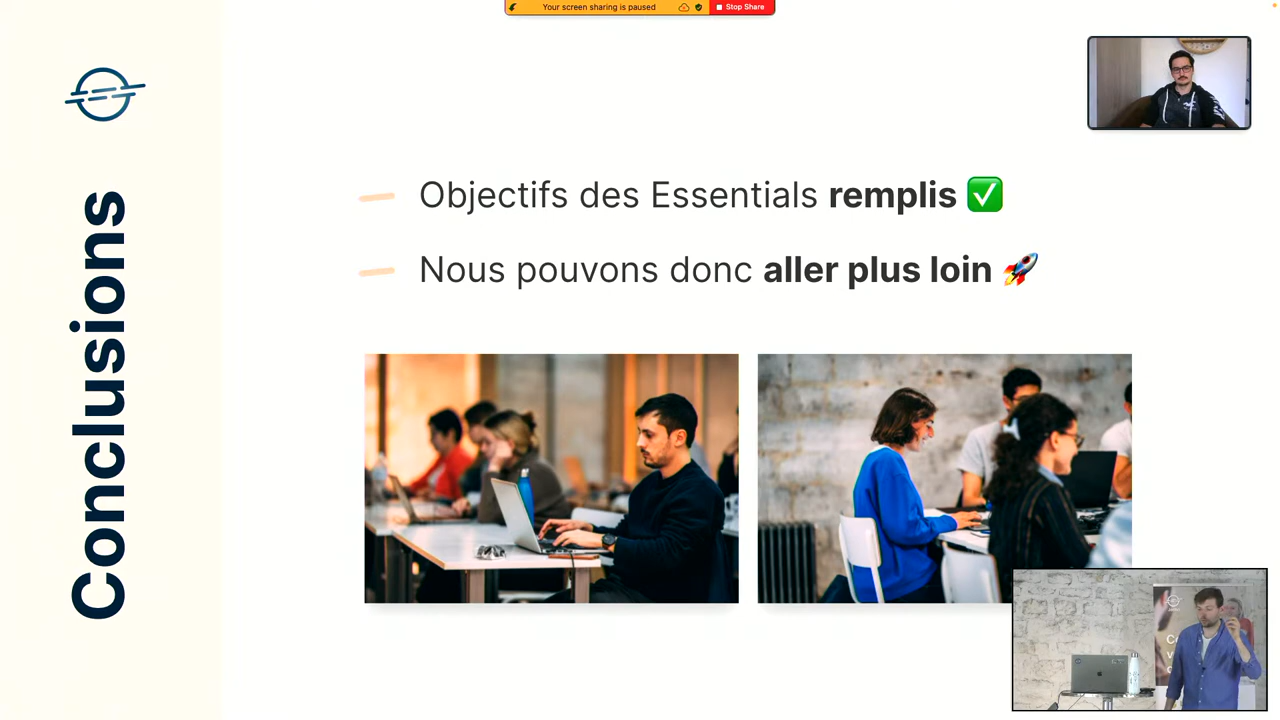 Your screen sharing is paused
Stop Share
Conclusions
Objectifs des Essentials remplis ✅
Nous pouvons donc aller plus loin 🚀